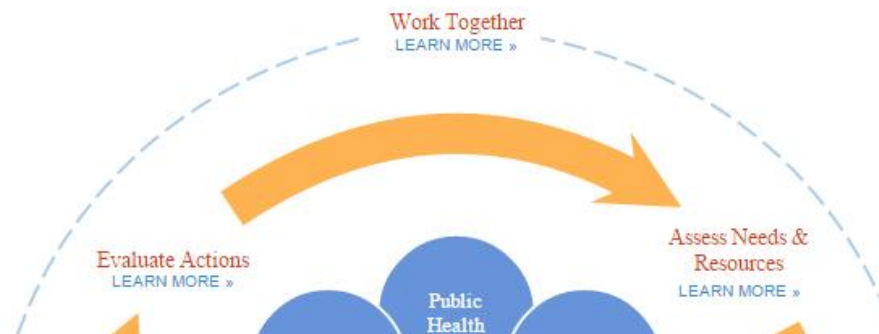 Work Together
LEARN MORE »
Evaluate Actions
LEARN MORE »
Assess Needs &
Resources
LEARN MORE »
Public
Health